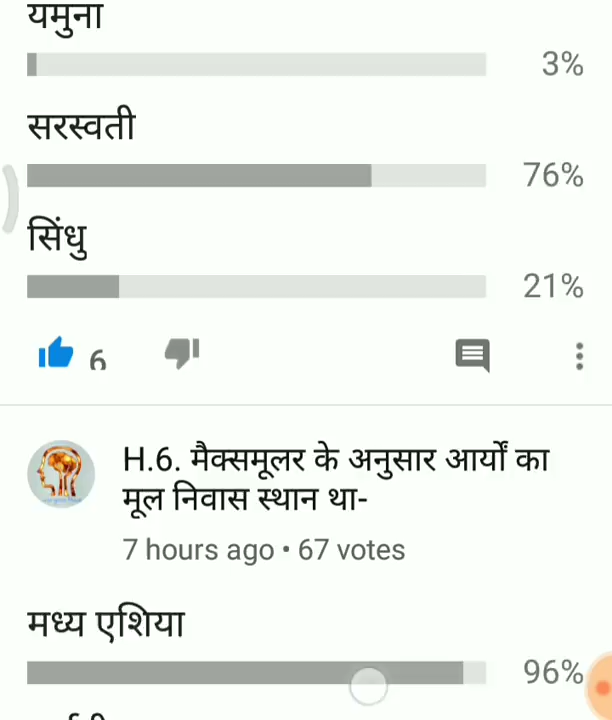 यमुना
3%
सरस्वती
76%
सिंधु
21%
6
H.6. मैक्समूलर के अनुसार आर्यों का
मूल निवास स्थान था-
7 hours ago • 67 votes
मध्य एशिया
96%